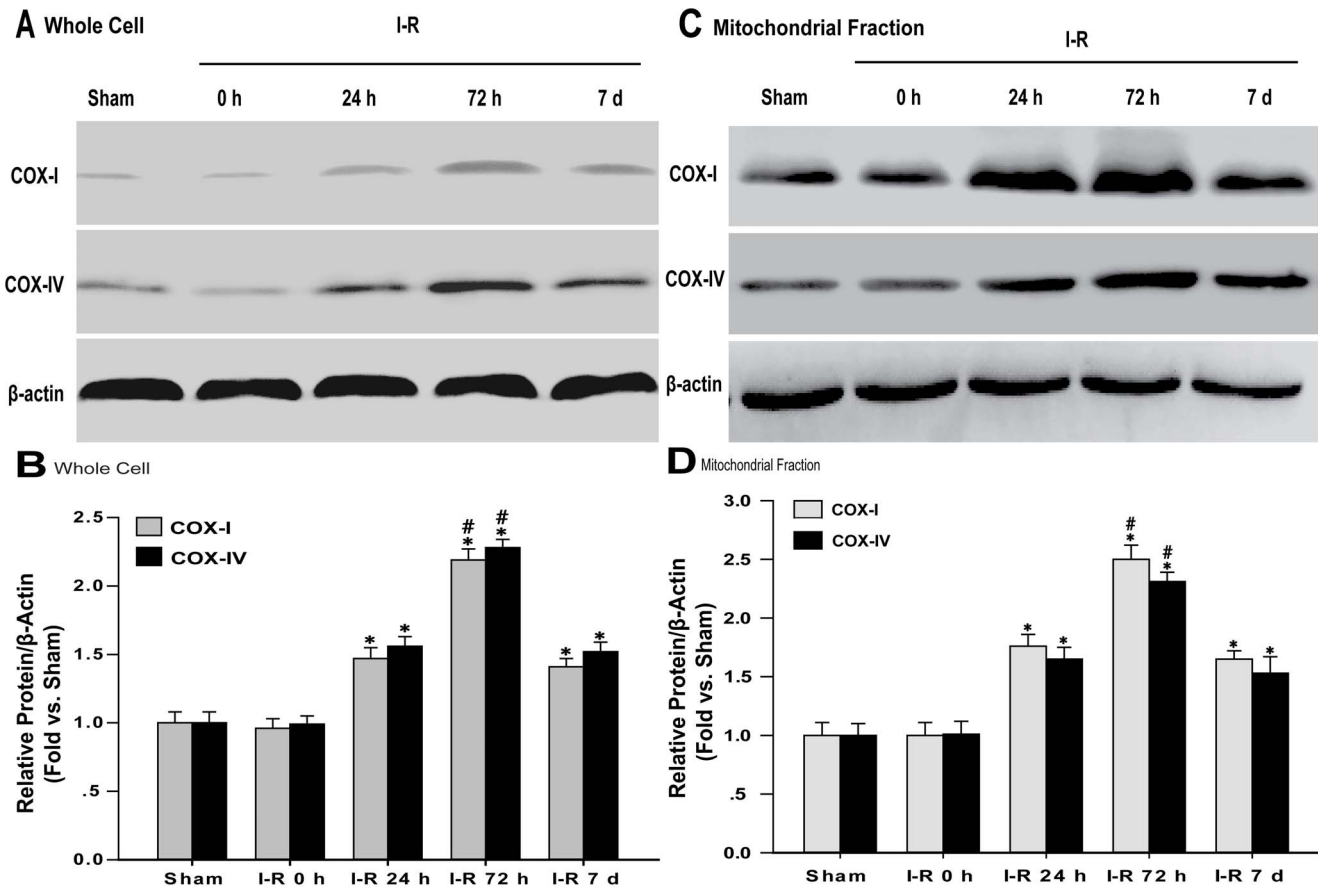 A Whole Cell
I-R
Sham 0 h 24 h 72 h 7 d
COX-I
COX-IV
β-actin
C Mitochondrial Fraction
I-R
Sham 0 h 24 h 72 h 7 d
COX-I
COX-IV
β-actin
B Whole Cell
Relative Protein/β-Actin
(Fold vs. Sham)
2.5
2.0
1.5
1.0
.5
0.0
COX-I
COX-IV
# #
* *
* *
* *
Sham I-R 0 h I-R 24 h I-R 72 h I-R 7 d
D Mitochondrial Fraction
Relative Protein/β-Actin
(Fold vs. Sham)
3.0
2.5
2.0
1.5
1.0
.5
0.0
COX-I
COX-IV
#
*
#
*
* *
* *
Sham I-R 0 h I-R 24 h I-R 72 h I-R 7 d